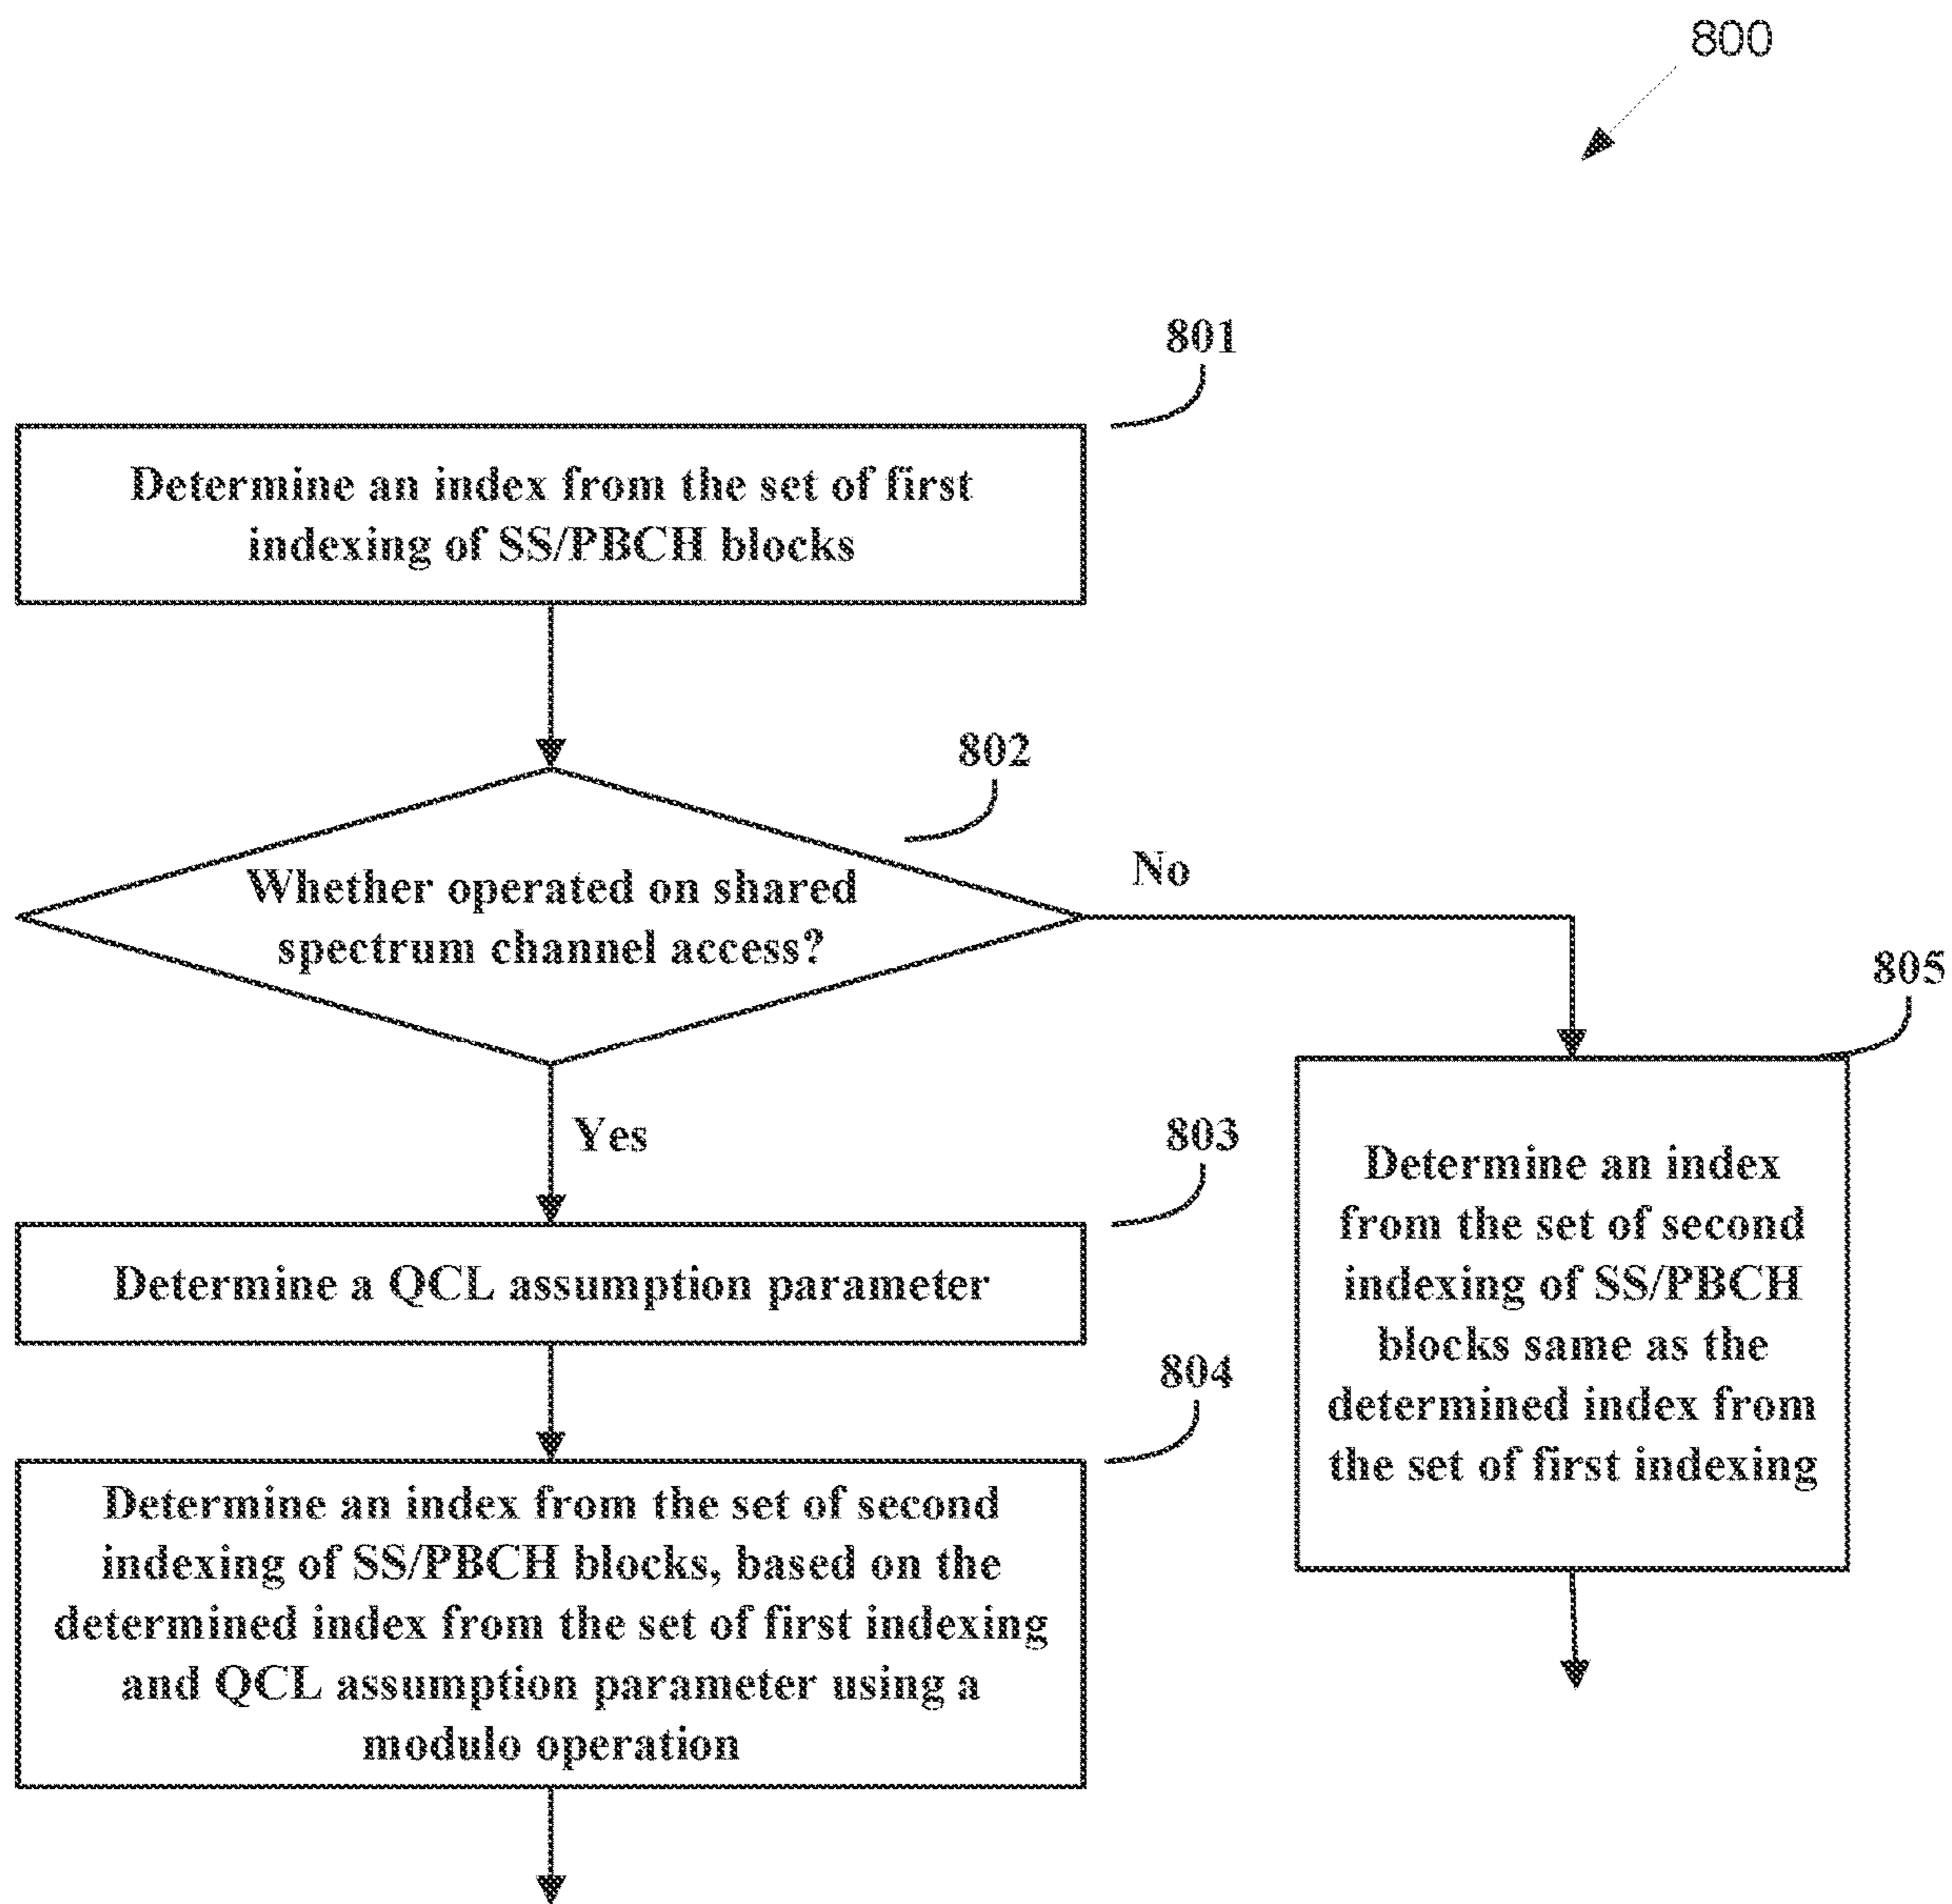 800
801
Determine an index from the set of first
indexing of SS/PBCH blocks
802
Whether operated on shared
spectrum channel access?
No
Yes
803
Determine a QCL assumption parameter
804
Determine an index from the set of second
indexing of SS/PBCH blocks, based on the
determined index from the set of first indexing
and QCL assumption parameter using a
modulo operation
805
Determine an index
from the set of second
indexing of SS/PBCH
blocks same as the
determined index from
the set of first indexing